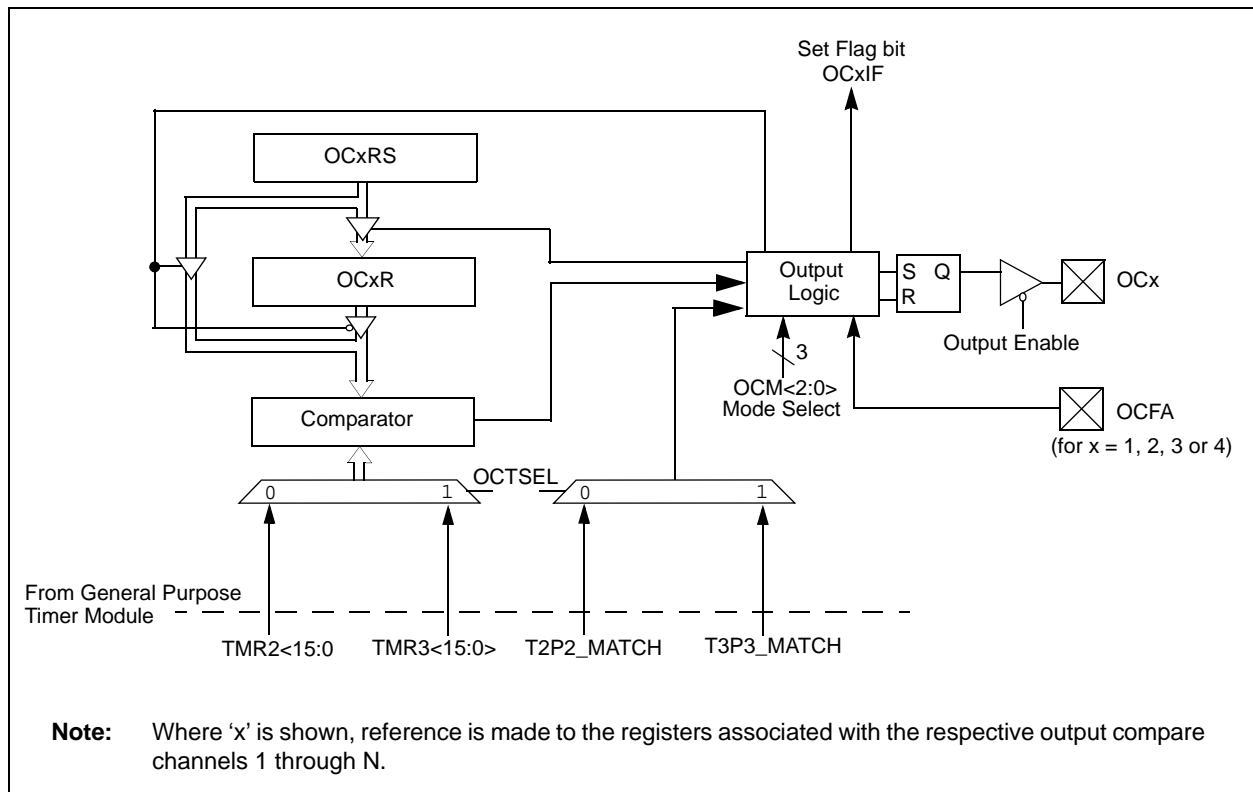 Set Flag bit
OCxIF
OCxRS
OCxR
Output
Logic
S Q
R
OCx
Output Enable
3
OCM<2:0>
Mode Select
OCFA
(for x = 1, 2, 3 or 4)
Comparator
0 1
OCTSEL
0 1
From General Purpose
Timer Module
TMR2<15:0 TMR3<15:0> T2P2_MATCH T3P3_MATCH
Note: Where ‘x’ is shown, reference is made to the registers associated with the respective output compare
channels 1 through N.